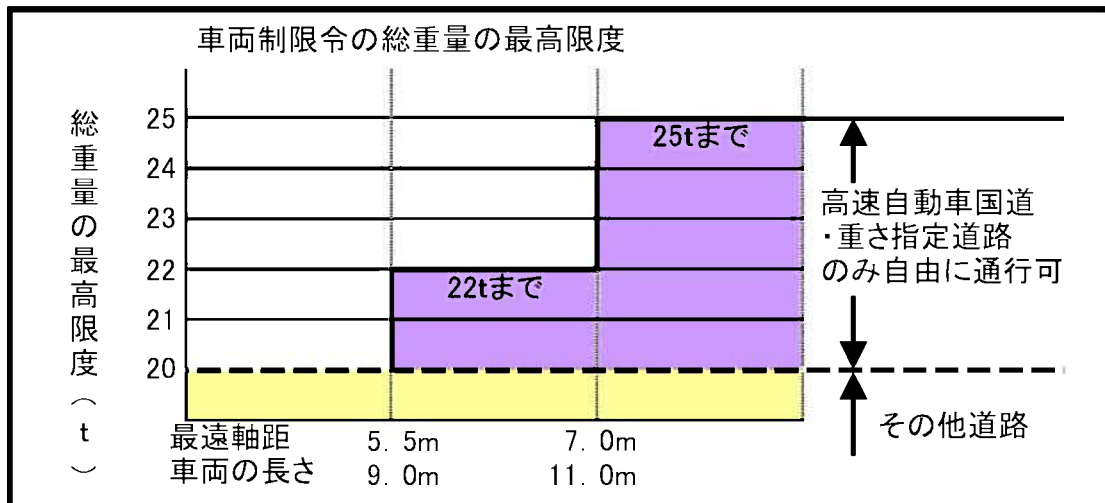 車両制限令の総重量の最高限度
総重量の最高限度(t)
25
24
23
22
21
20
25tまで
22tまで
高速自動車国道
・重さ指定道路
のみ自由に通行可
その他道路
最遠軸距 5.5m 7.0m
車両の長さ 9.0m 11.0m